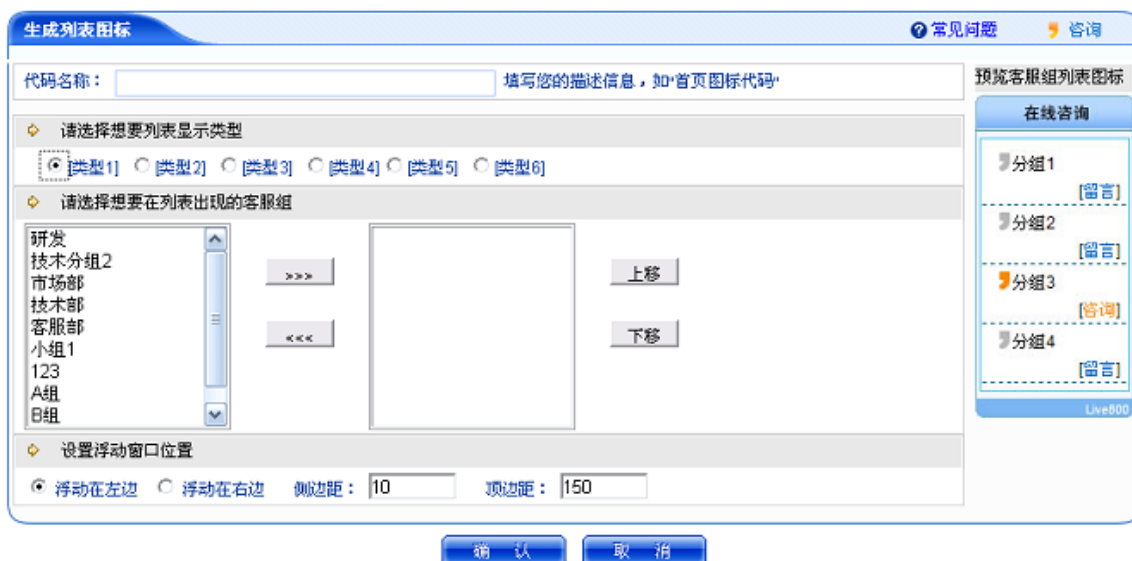 生成列表图标
常见问题
咨询
代码名称：
填写您的描述信息，如"首页图标代码"
请选择想要列表显示类型
[类型1] [类型2] [类型3] [类型4] [类型5] [类型6]
请选择想要在列表出现的客服组
研发
技术分组2
市场部
技术部
客服部
小组1
123
A组
B组
>>>
<<<
上移
下移
设置浮动窗口位置
浮动在左边 浮动在右边 侧边距： 10 顶边距： 150
确 认
取 消
预览客服组列表图标
在线咨询
分组1
[留言]
分组2
[留言]
分组3
[咨询]
分组4
[留言]
Live800